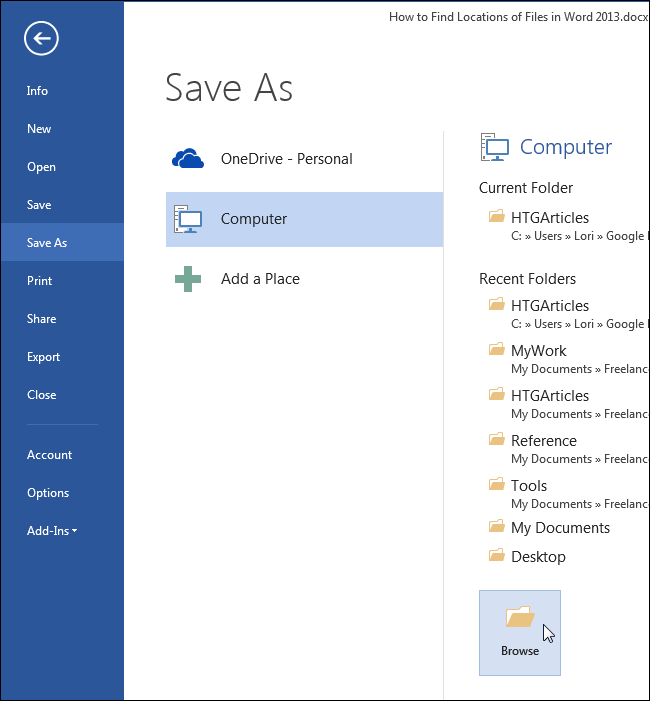 How to Find Locations of Files in Word 2013.docx
Info
New
Open
Save
Save As
Print
Share
Export
Close
Account
Options
Add-Ins
Save As
OneDrive - Personal
Computer
Add a Place
Computer
Current Folder
HTGArticles
C: » Users » Lori » Google
Recent Folders
HTGArticles
C: » Users » Lori » Google
MyWork
My Documents » Freelanc
HTGArticles
My Documents » Freelanc
Reference
My Documents » Freelanc
Tools
My Documents » Freelanc
My Documents
Desktop
Browse